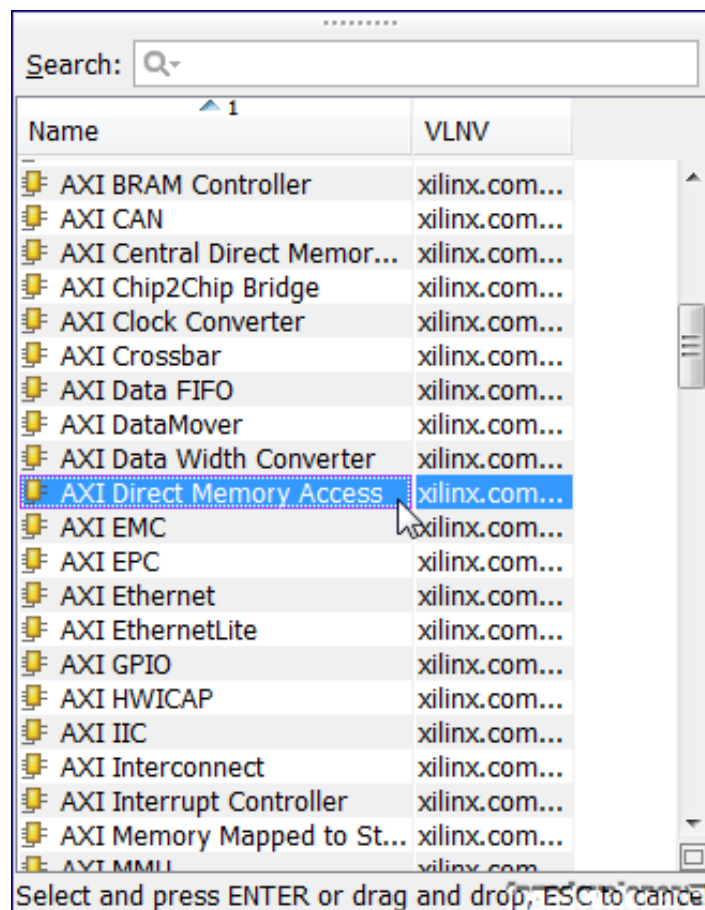 Search:
1
Name VLNV
AXI BRAM Controller xilinx.com...
AXI CAN xilinx.com...
AXI Central Direct Memor... xilinx.com...
AXI Chip2Chip Bridge xilinx.com...
AXI Clock Converter xilinx.com...
AXI Crossbar xilinx.com...
AXI Data FIFO xilinx.com...
AXI DataMover xilinx.com...
AXI Data Width Converter xilinx.com...
AXI Direct Memory Access xilinx.com...
AXI EMC xilinx.com...
AXI EPC xilinx.com...
AXI Ethernet xilinx.com...
AXI EthernetLite xilinx.com...
AXI GPIO xilinx.com...
AXI HWICAP xilinx.com...
AXI IIC xilinx.com...
AXI Interconnect xilinx.com...
AXI Interrupt Controller xilinx.com...
AXI Memory Mapped to St... xilinx.com...
AXI MMU xilinx.com...
Select and press ENTER or drag and drop, ESC to cance